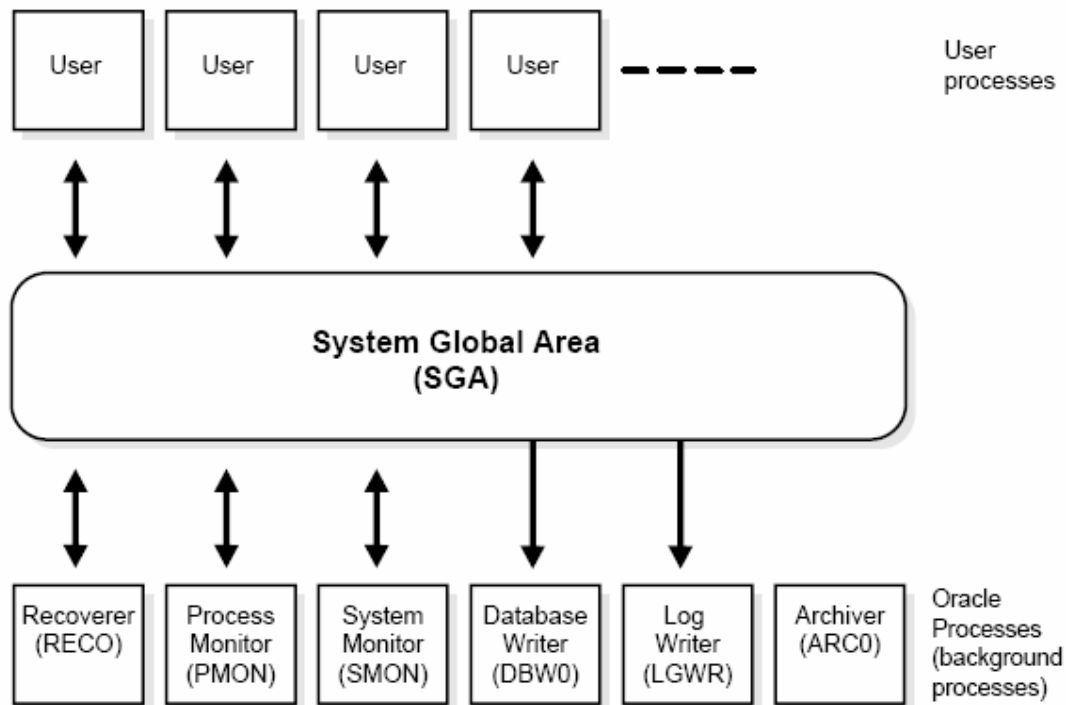 User
User
User
User
User
processes
System Global Area
(SGA)
Recoverer
(RECO)
Process
Monitor
(PMON)
System
Monitor
(SMON)
Database
Writer
(DBW0)
Log
Writer
(LGWR)
Archiver
(ARC0)
Oracle
Processes
(background
processes)